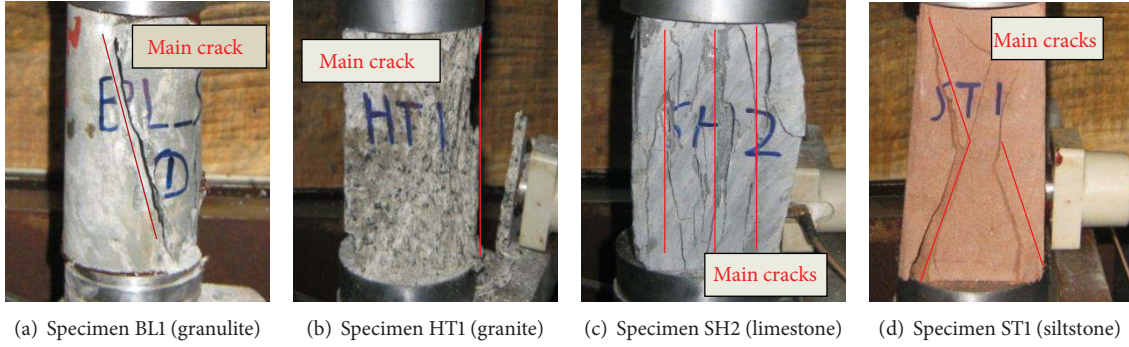 Main crack
BL_S
D
(a) Specimen BL1 (granulite)
Main crack
HT1
(b) Specimen HT1 (granite)
SH2
Main cracks
(c) Specimen SH2 (limestone)
Main cracks
ST1
(d) Specimen ST1 (siltstone)